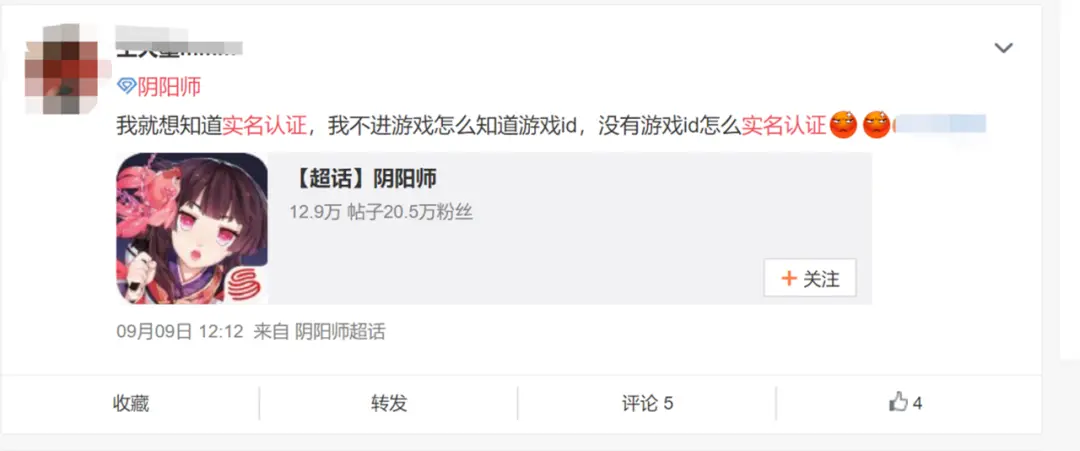 阴阳师
我就想知道实名认证，我不进游戏怎么知道游戏id，没有游戏id怎么实名认证
【超话】阴阳师
12.9万 帖子20.5万粉丝
+ 关注
09月09日 12:12 来自 阴阳师超话
收藏
转发
评论 5
4